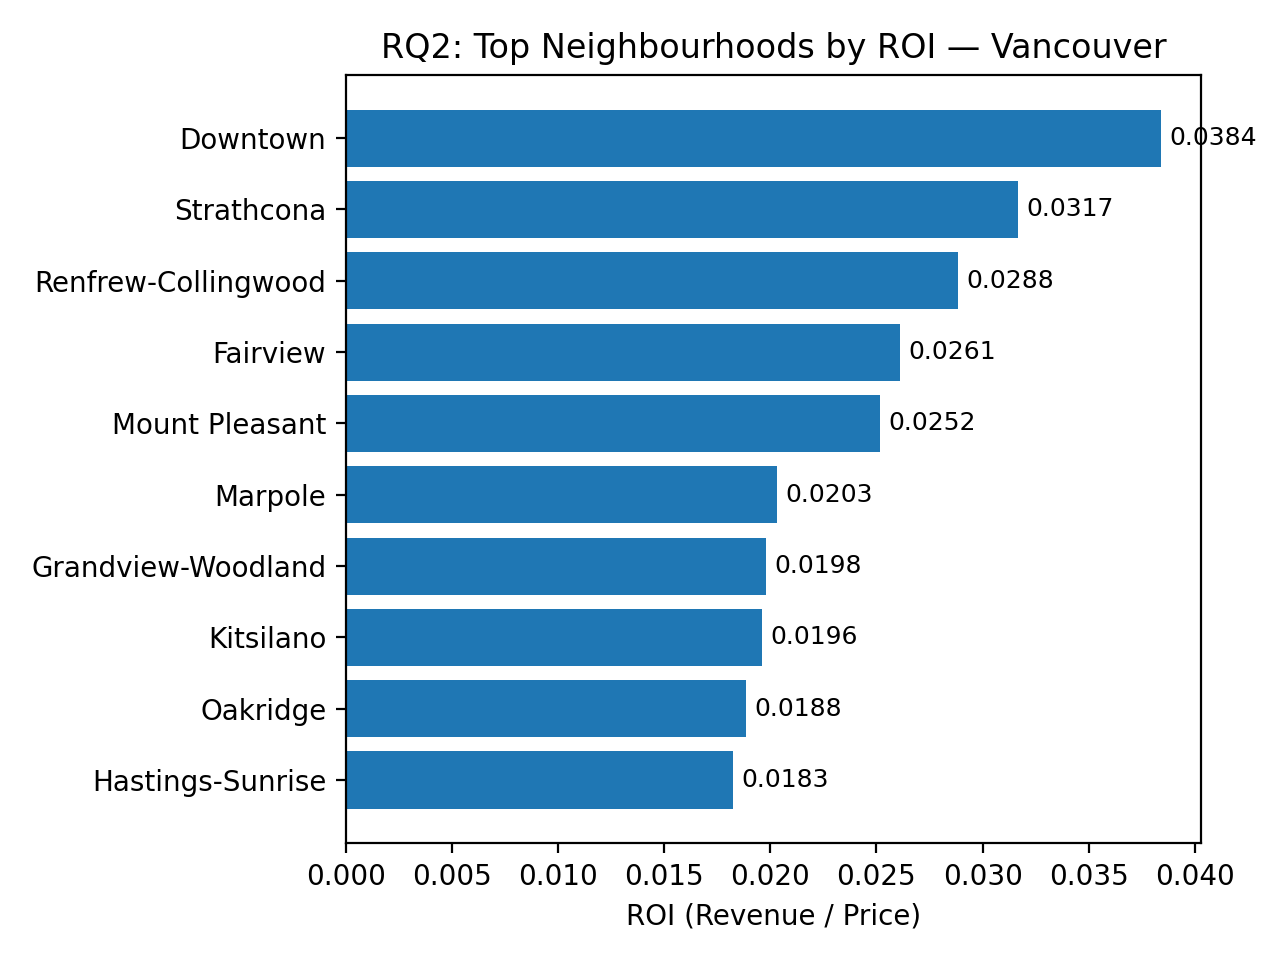 RQ2: Top Neighbourhoods by ROI — Vancouver
Downtown 0.0384
Strathcona 0.0317
Renfrew-Collingwood 0.0288
Fairview 0.0261
Mount Pleasant 0.0252
Marpole 0.0203
Grandview-Woodland 0.0198
Kitsilano 0.0196
Oakridge 0.0188
Hastings-Sunrise 0.0183
0.000 0.005 0.010 0.015 0.020 0.025 0.030 0.035 0.040
ROI (Revenue / Price)